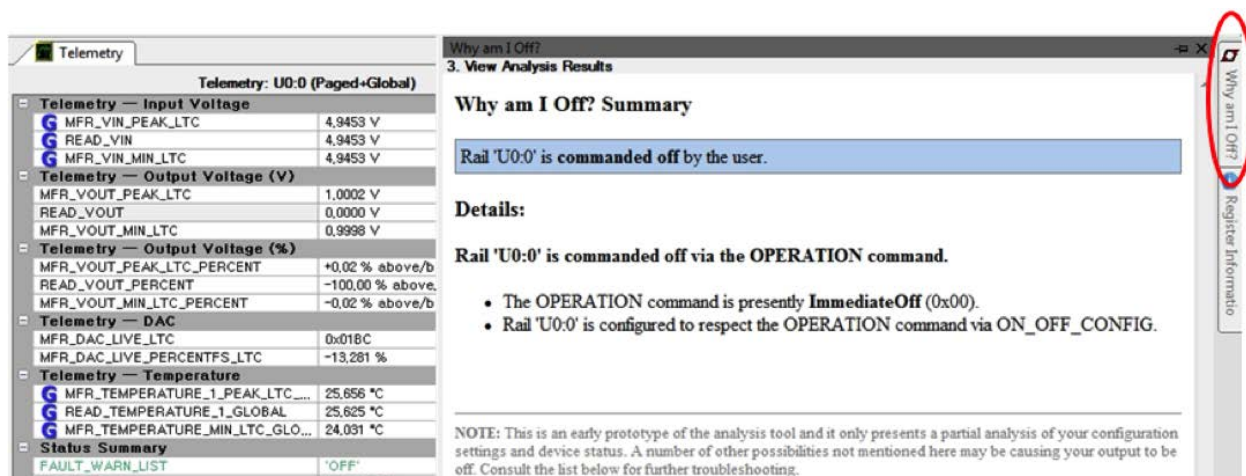 Telemetry
Telemetry: U0:0 (Paged+Global)
Telemetry — Input Voltage
G MFR_VIN_PEAK_LTC 4,9453 V
G READ_VIN 4,9453 V
G MFR_VIN_MIN_LTC 4,9453 V
Telemetry — Output Voltage (V)
MFR_VOUT_PEAK_LTC 1,0002 V
READ_VOUT 0,0000 V
MFR_VOUT_MIN_LTC 0,9998 V
Telemetry — Output Voltage (%)
MFR_VOUT_PEAK_LTC_PERCENT +0,02 % above/b
READ_VOUT_PERCENT -100,00 % above,
MFR_VOUT_MIN_LTC_PERCENT -0,02 % above/b
Telemetry — DAC
MFR_DAC_LIVE_LTC 0x01BC
MFR_DAC_LIVE_PERCENTFS_LTC -13,281 %
Telemetry — Temperature
G MFR_TEMPERATURE_1_PEAK_LTC_... 25,656 °C
G READ_TEMPERATURE_1_GLOBAL 25,625 °C
G MFR_TEMPERATURE_MIN_LTC_GLO... 24,031 °C
Status Summary
FAULT_WARN_LIST 'OFF'
Why am I Off?
3. View Analysis Results
Why am I Off? Summary
Rail 'U0:0' is commanded off by the user.
Details:
Rail 'U0:0' is commanded off via the OPERATION command.
• The OPERATION command is presently ImmediateOff (0x00).
• Rail 'U0:0' is configured to respect the OPERATION command via ON_OFF_CONFIG.
NOTE: This is an early prototype of the analysis tool and it only presents a partial analysis of your configuration
settings and device status. A number of other possibilities not mentioned here may be causing your output to be
off. Consult the list below for further troubleshooting.
Why am I Off?
Register Informatio